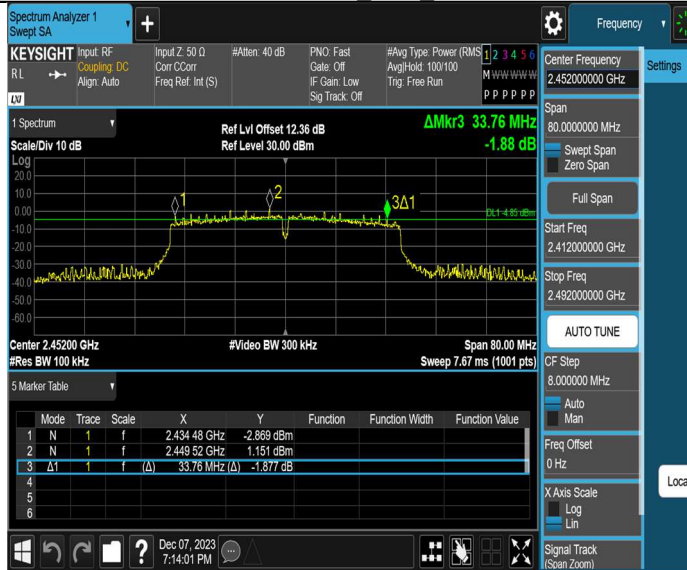 Spectrum Analyzer 1
Swept SA
+
Frequency
KEYSIGHT
RL
LXI
Input: RF
Coupling: DC
Align: Auto
Input Z: 50 Ω
Corr CCorr
Freq Ref: Int (S)
#Atten: 40 dB
PNO: Fast
Gate: Off
IF Gain: Low
Sig Track: Off
#Avg Type: Power (RMS
Avg|Hold: 100/100
Trig: Free Run
1 2 3 4 5 6
M W W W W W
P P P P P P
Center Frequency
2.452000000 GHz
Settings
1 Spectrum
Scale/Div 10 dB
Ref Lvl Offset 12.36 dB
Ref Level 30.00 dBm
ΔMkr3 33.76 MHz
-1.88 dB
Span
80.0000000 MHz
Swept Span
Zero Span
Full Span
Start Freq
2.412000000 GHz
Stop Freq
2.492000000 GHz
AUTO TUNE
CF Step
8.000000 MHz
Auto
Man
Freq Offset
0 Hz
X Axis Scale
Log
Lin
Signal Track
(Span Zoom)
Local
Log
20.0
10.0
0.00
-10.0
-20.0
-30.0
-40.0
-50.0
-60.0
1
2
3Δ1
DL1 -4.85 dBm
Center 2.45200 GHz
#Res BW 100 kHz
#Video BW 300 kHz
Span 80.00 MHz
Sweep 7.67 ms (1001 pts)
5 Marker Table
Mode Trace Scale X Y Function Function Width Function Value
1 N 1 f 2.434 48 GHz -2.869 dBm
2 N 1 f 2.449 52 GHz 1.151 dBm
3 Δ1 1 f (Δ) 33.76 MHz (Δ) -1.877 dB
4
5
6
?
Dec 07, 2023
7:14:01 PM